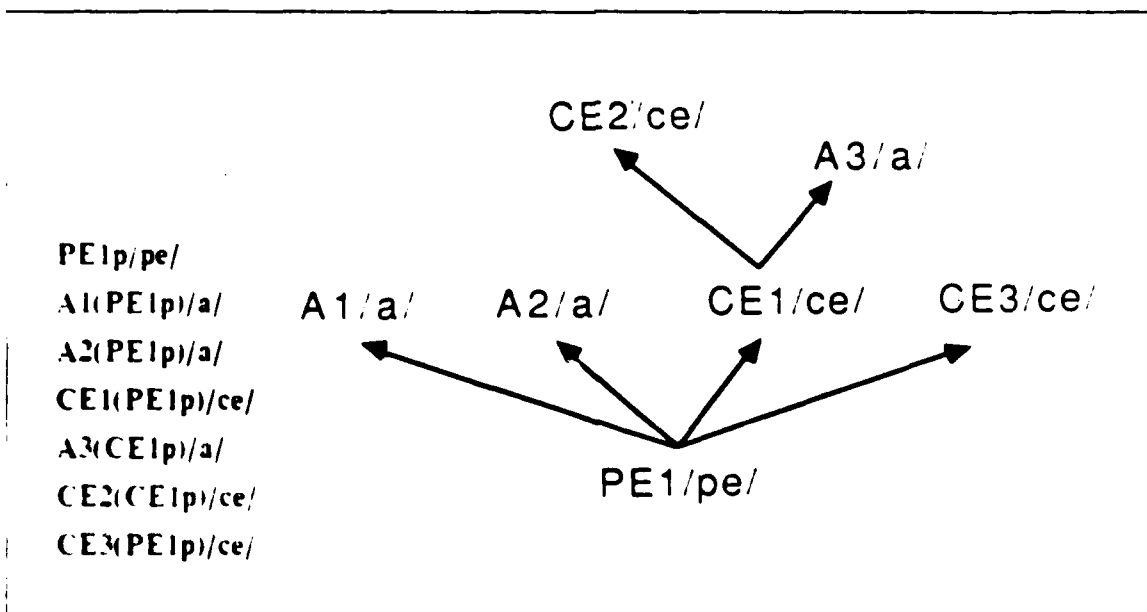 CE2/ce/
A3/a/
PE1p/pe/
A1(PE1p)/a/
A2(PE1p)/a/
CE1(PE1p)/ce/
A3(CE1p)/a/
CE2(CE1p)/ce/
CE3(PE1p)/ce/
A1/a/ A2/a/ CE1/ce/ CE3/ce/
PE1/pe/